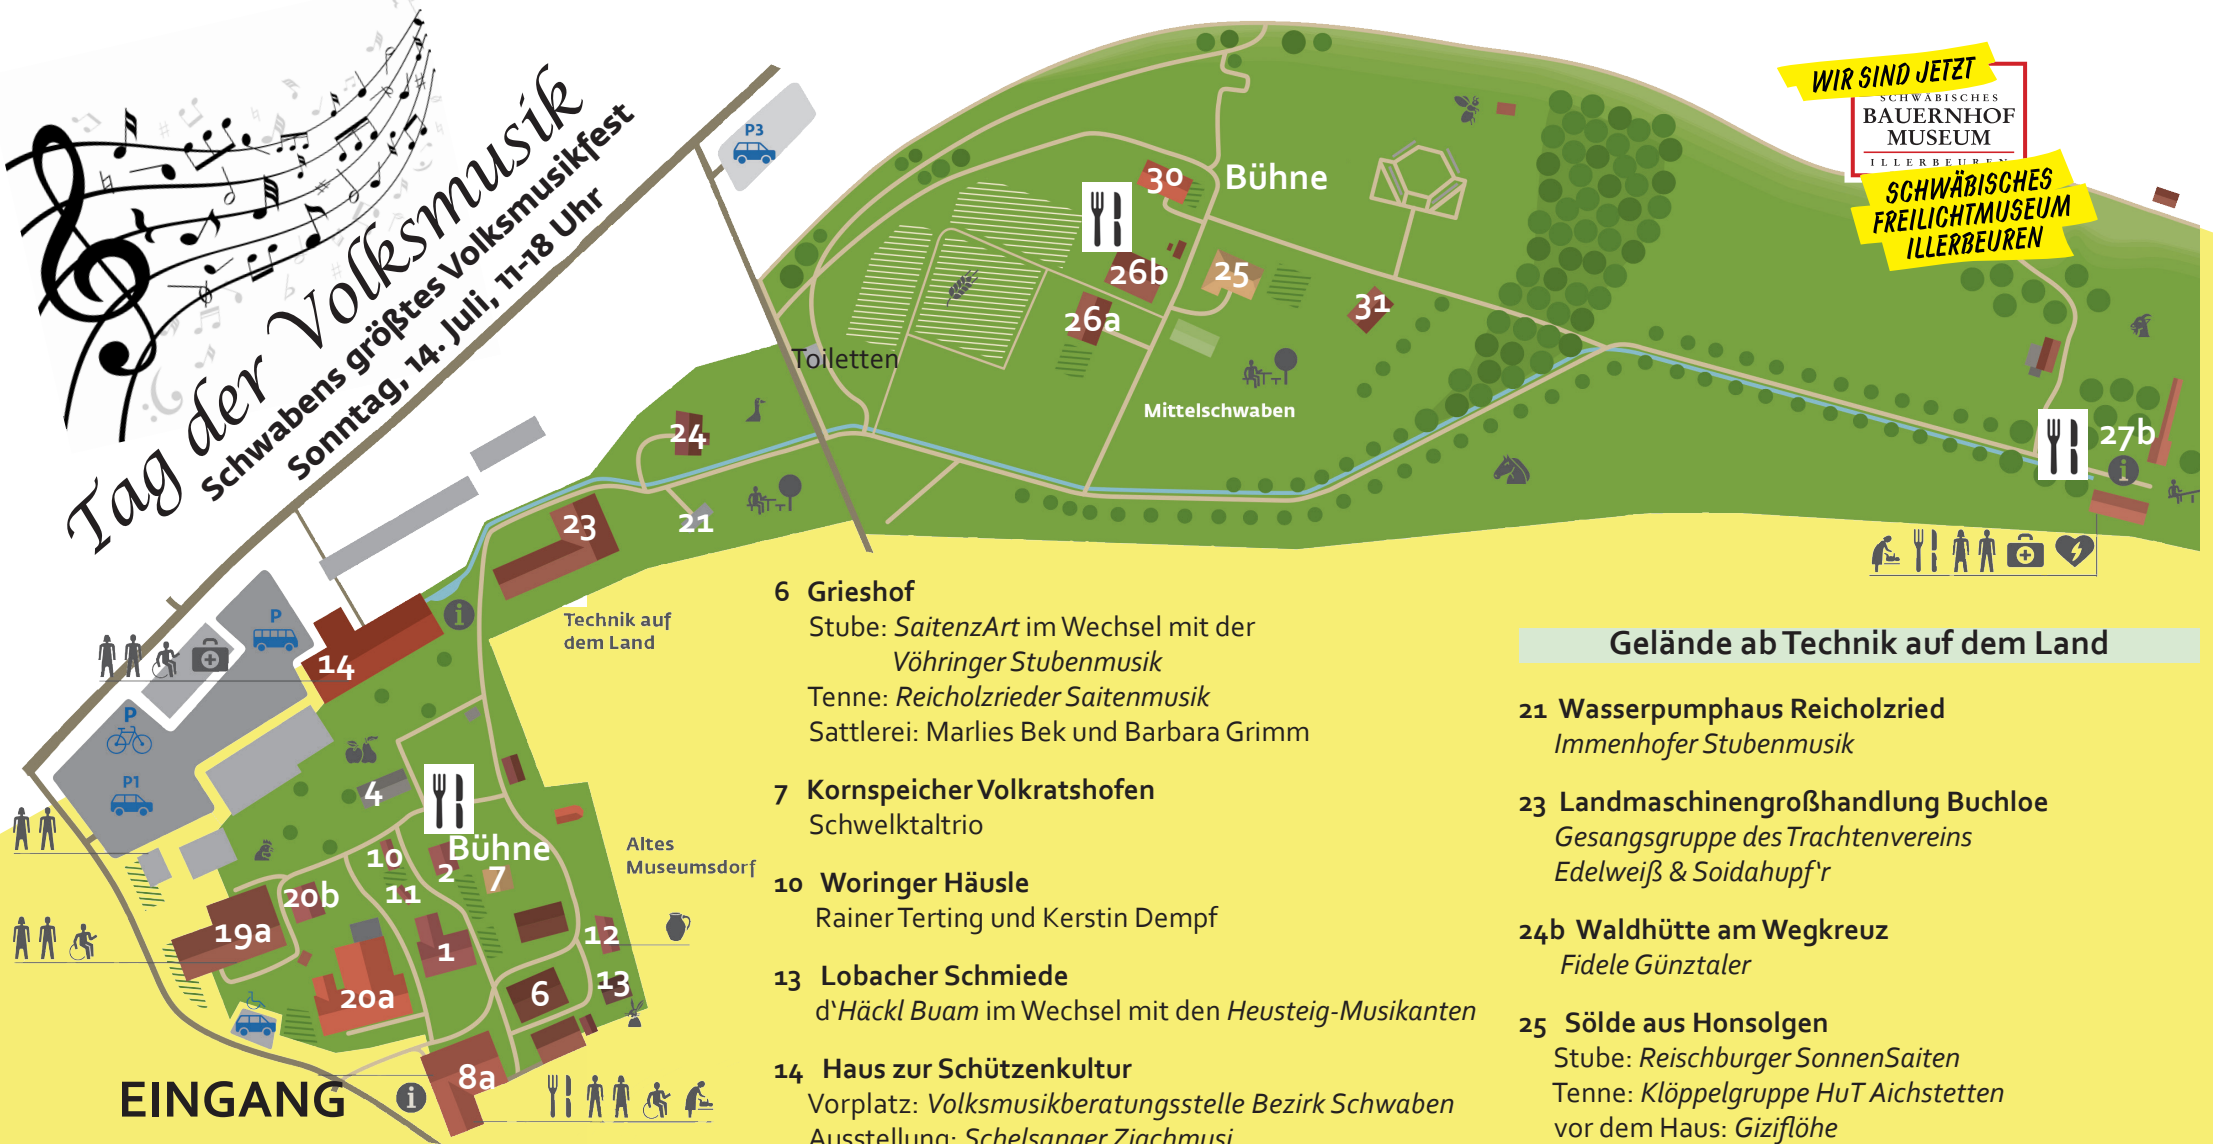 Tag der Volksmusik
Schwabens größtes Volksmusikfest
Sonntag, 14. Juli, 11-18 Uhr
WIR SIND JETZT
SCHWÄBISCHES
BAUERNHOF
MUSEUM
ILLERBEUREN
SCHWÄBISCHES
FREILICHTMUSEUM
ILLERBEUREN
P3
30
Bühne
26b
25
26a
31
Toiletten
Mittelschwaben
24
21
23
27b
i
Technik auf
dem Land
i
P
14
P
P1
4
Bühne
10
2
7
11
20b
19a
1
12
13
6
20a
8a
Altes
Museumsdorf
EINGANG
i
6 Grieshof
Stube: SaitenzArt im Wechsel mit der
Vöhringer Stubenmusik
Tenne: Reicholzrieder Saitenmusik
Sattlerei: Marlies Bek und Barbara Grimm
7 Kornspeicher Volkratshofen
Schwelktaltrio
10 Woringer Häusle
Rainer Terting und Kerstin Dempf
13 Lobacher Schmiede
d'Häckl Buam im Wechsel mit den Heusteig-Musikanten
14 Haus zur Schützenkultur
Vorplatz: Volksmusikberatungsstelle Bezirk Schwaben
Ausstellung: Schelsanger Ziachmusi
Gelände ab Technik auf dem Land
21 Wasserpumphaus Reicholzried
Immenhofer Stubenmusik
23 Landmaschinengroßhandlung Buchloe
Gesangsgruppe des Trachtenvereins
Edelweiß & Soidahupf'r
24b Waldhütte am Wegkreuz
Fidele Günztaler
25 Sölde aus Honsolgen
Stube: Reischburger SonnenSaiten
Tenne: Klöppelgruppe HuT Aichstetten
vor dem Haus: Giziflöhe